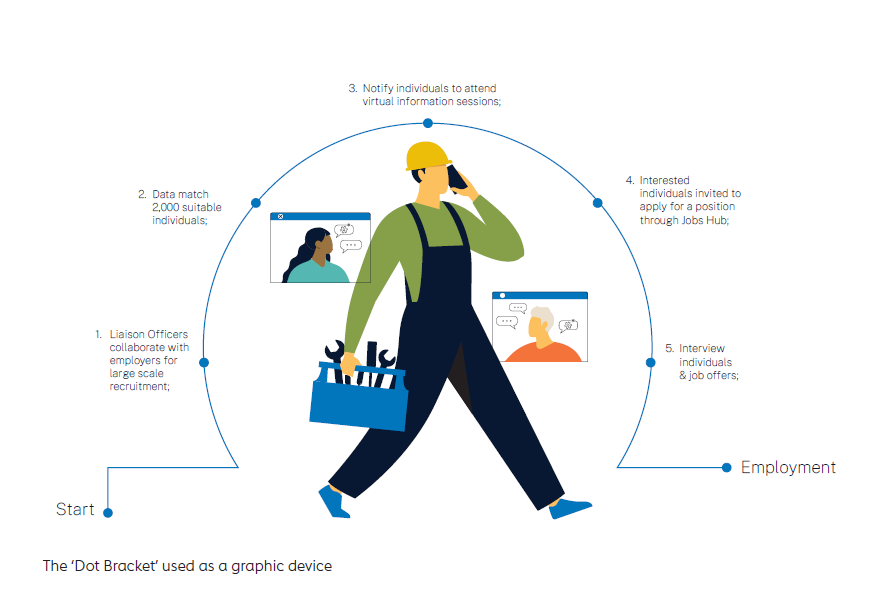 3. Notify individuals to attend
virtual information sessions;
2. Data match
2,000 suitable
individuals;
4. Interested
individuals invited to
apply for a position
through Jobs Hub;
1. Liaison Officers
collaborate with
employers for
large scale
recruitment;
5. Interview
individuals
& job offers;
Start
Employment
The ‘Dot Bracket’ used as a graphic device